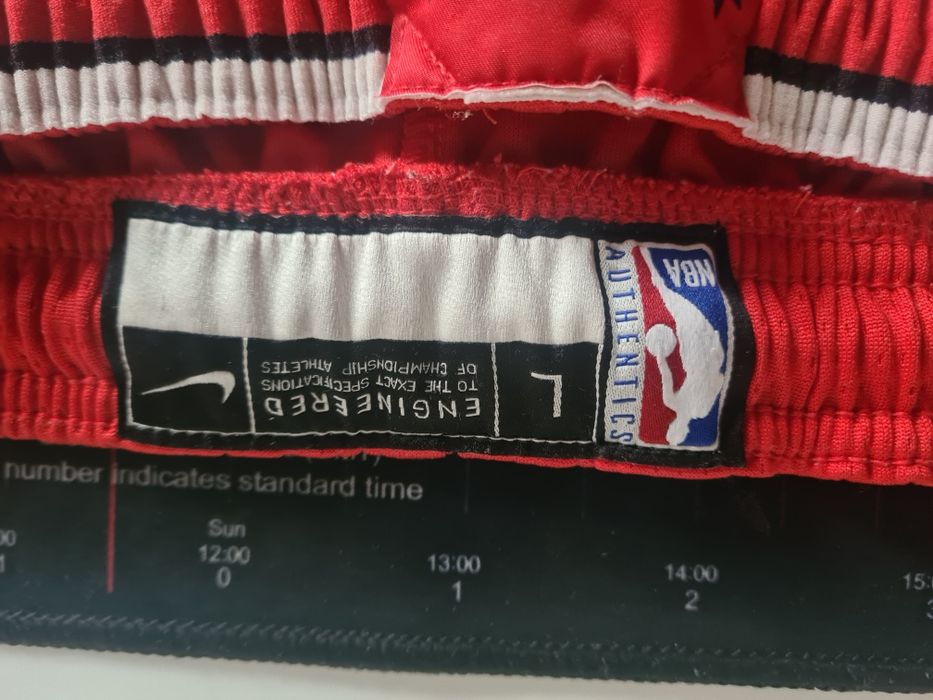 ENGINEERED
TO THE EXACT SPECIFICATIONS
OF CHAMPIONSHIP ATHLETES
L
NBA
AUTHENTICS
number indicates standard time
Sun
12:00
13:00
14:00
0
1
2